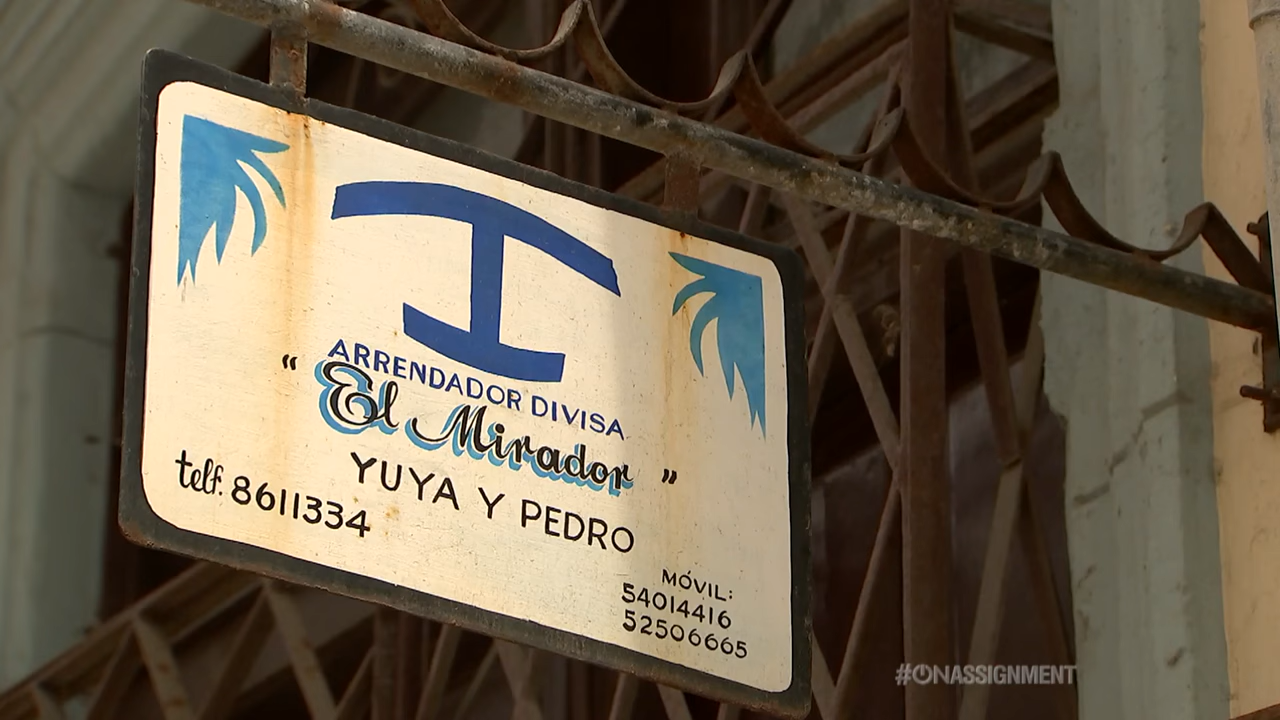 ARRENDADOR DIVISA
“El Mirador”
YUYA Y PEDRO
telf. 8611334
MÓVIL:
54014416
52506665
#ONASSIGNMENT